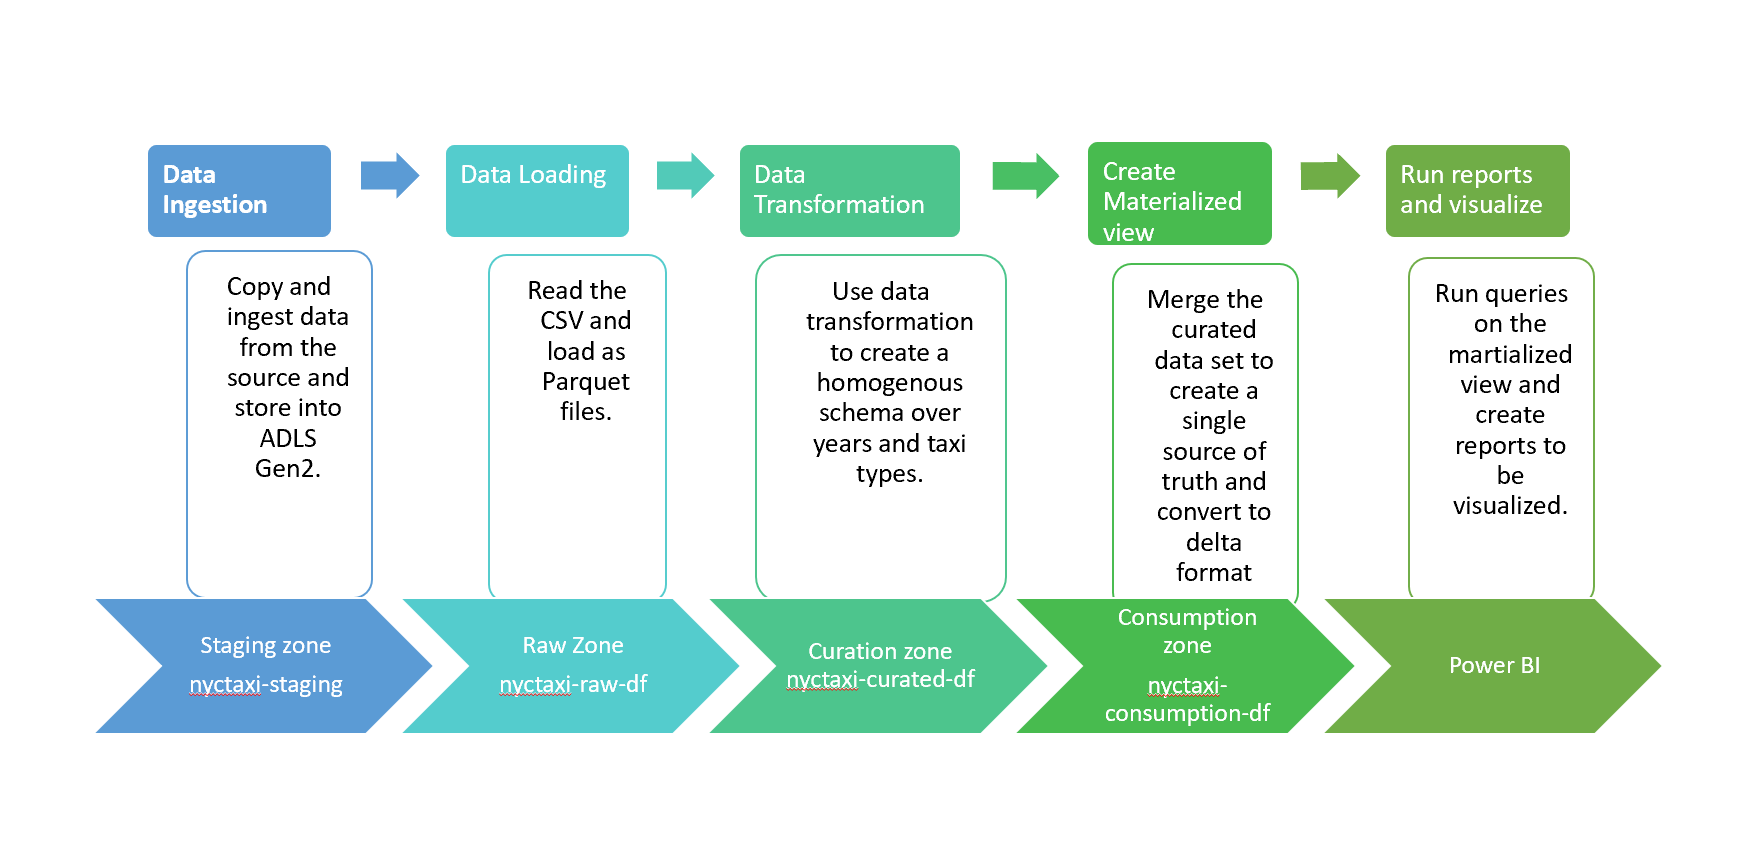 Data
Ingestion
Data Loading
Data
Transformation
Create
Materialized
view
Run reports
and visualize
Copy and
ingest data
from the
source and
store into
ADLS
Gen2.
Read the
CSV and
load as
Parquet
files.
Use data
transformation
to create a
homogenous
schema over
years and taxi
types.
Merge the
curated
data set to
create a
single
source of
truth and
convert to
delta
format
Run queries
on the
martialized
view and
create
reports to
be
visualized.
Staging zone
nyctaxi-staging
Raw Zone
nyctaxi-raw-df
Curation zone
nyctaxi-curated-df
Consumption
zone
nyctaxi-
consumption-df
Power BI